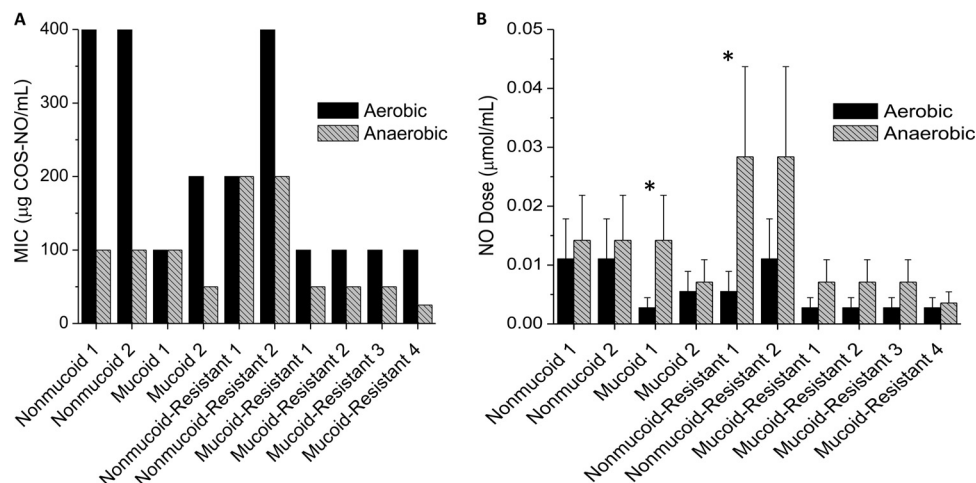 A
MIC (µg COS-NO/mL)
400
300
200
100
0
Aerobic
Anaerobic
Nonmucoid 1
Nonmucoid 2
Mucoid 1
Mucoid 2
Nonmucoid-Resistant 1
Nonmucoid-Resistant 2
Mucoid-Resistant 1
Mucoid-Resistant 2
Mucoid-Resistant 3
Mucoid-Resistant 4
B
NO Dose (µmol/mL)
0.05
0.04
0.03
0.02
0.01
0.00
*
*
Aerobic
Anaerobic
Nonmucoid 1
Nonmucoid 2
Mucoid 1
Mucoid 2
Nonmucoid-Resistant 1
Nonmucoid-Resistant 2
Mucoid-Resistant 1
Mucoid-Resistant 2
Mucoid-Resistant 3
Mucoid-Resistant 4